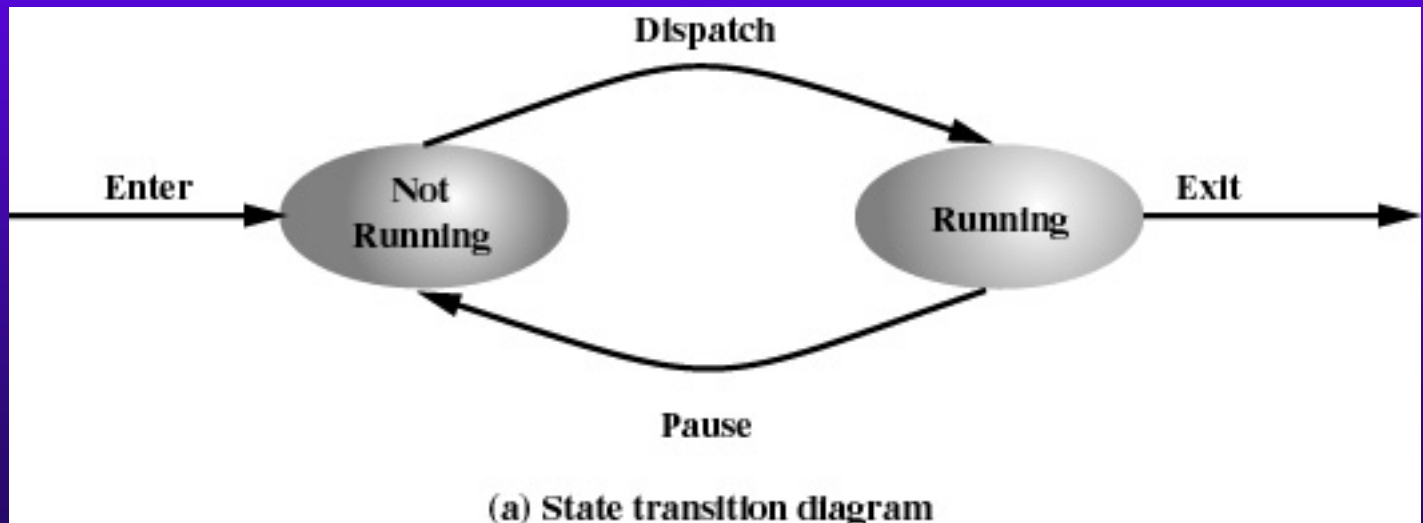 Dispatch
Enter
Not
Running
Running
Exit
Pause
(a) State transition diagram